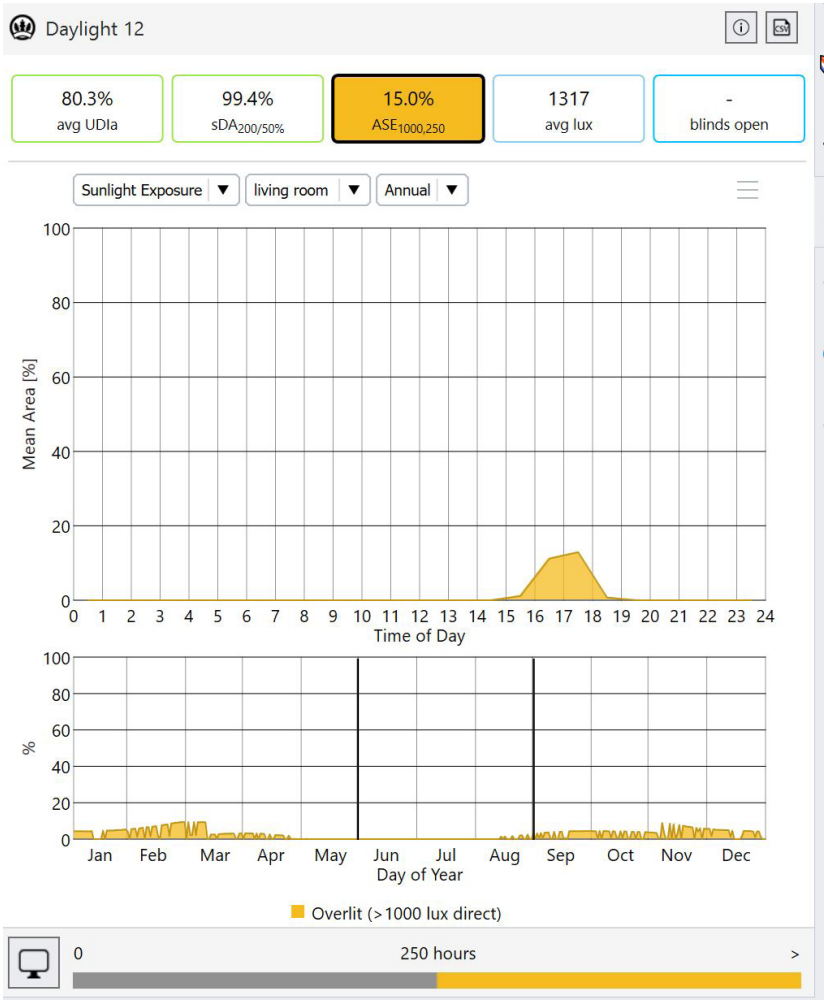 Daylight 12
i
CSV
80.3% 99.4% 15.0% 1317 -
avg UDIa sDA200/50% ASE1000,250 avg lux blinds open
Sunlight Exposure ▼ living room ▼ Annual ▼
100
80
60
40
20
0
Mean Area [%]
0 1 2 3 4 5 6 7 8 9 10 11 12 13 14 15 16 17 18 19 20 21 22 23 24
Time of Day
100
80
60
40
20
0
%
Jan Feb Mar Apr May Jun Jul Aug Sep Oct Nov Dec
Day of Year
Overlit (>1000 lux direct)
0 250 hours >